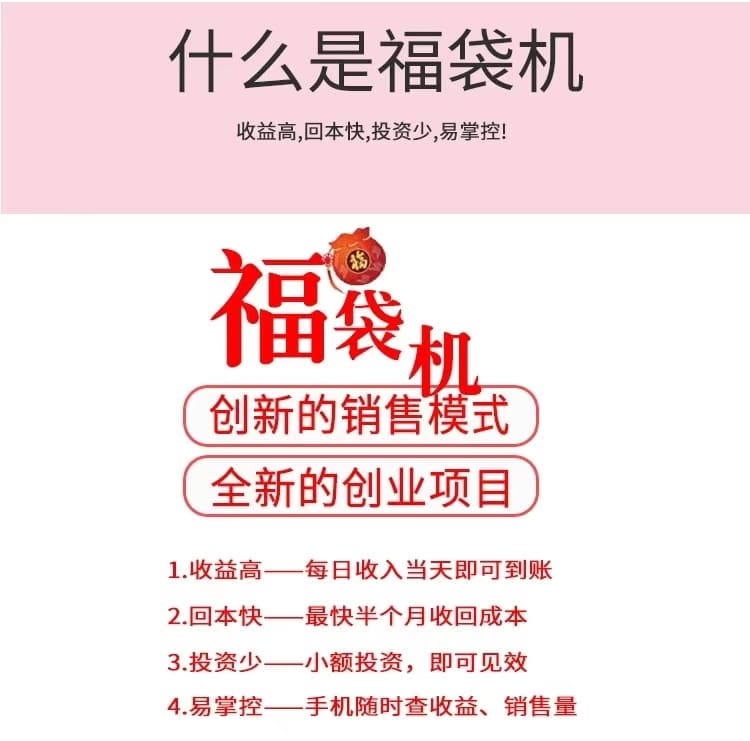 什么是福袋机
收益高,回本快,投资少,易掌控!
福
福袋机
创新的销售模式
全新的创业项目
1.收益高——每日收入当天即可到账
2.回本快——最快半个月收回成本
3.投资少——小额投资，即可见效
4.易掌控——手机随时查收益、销售量